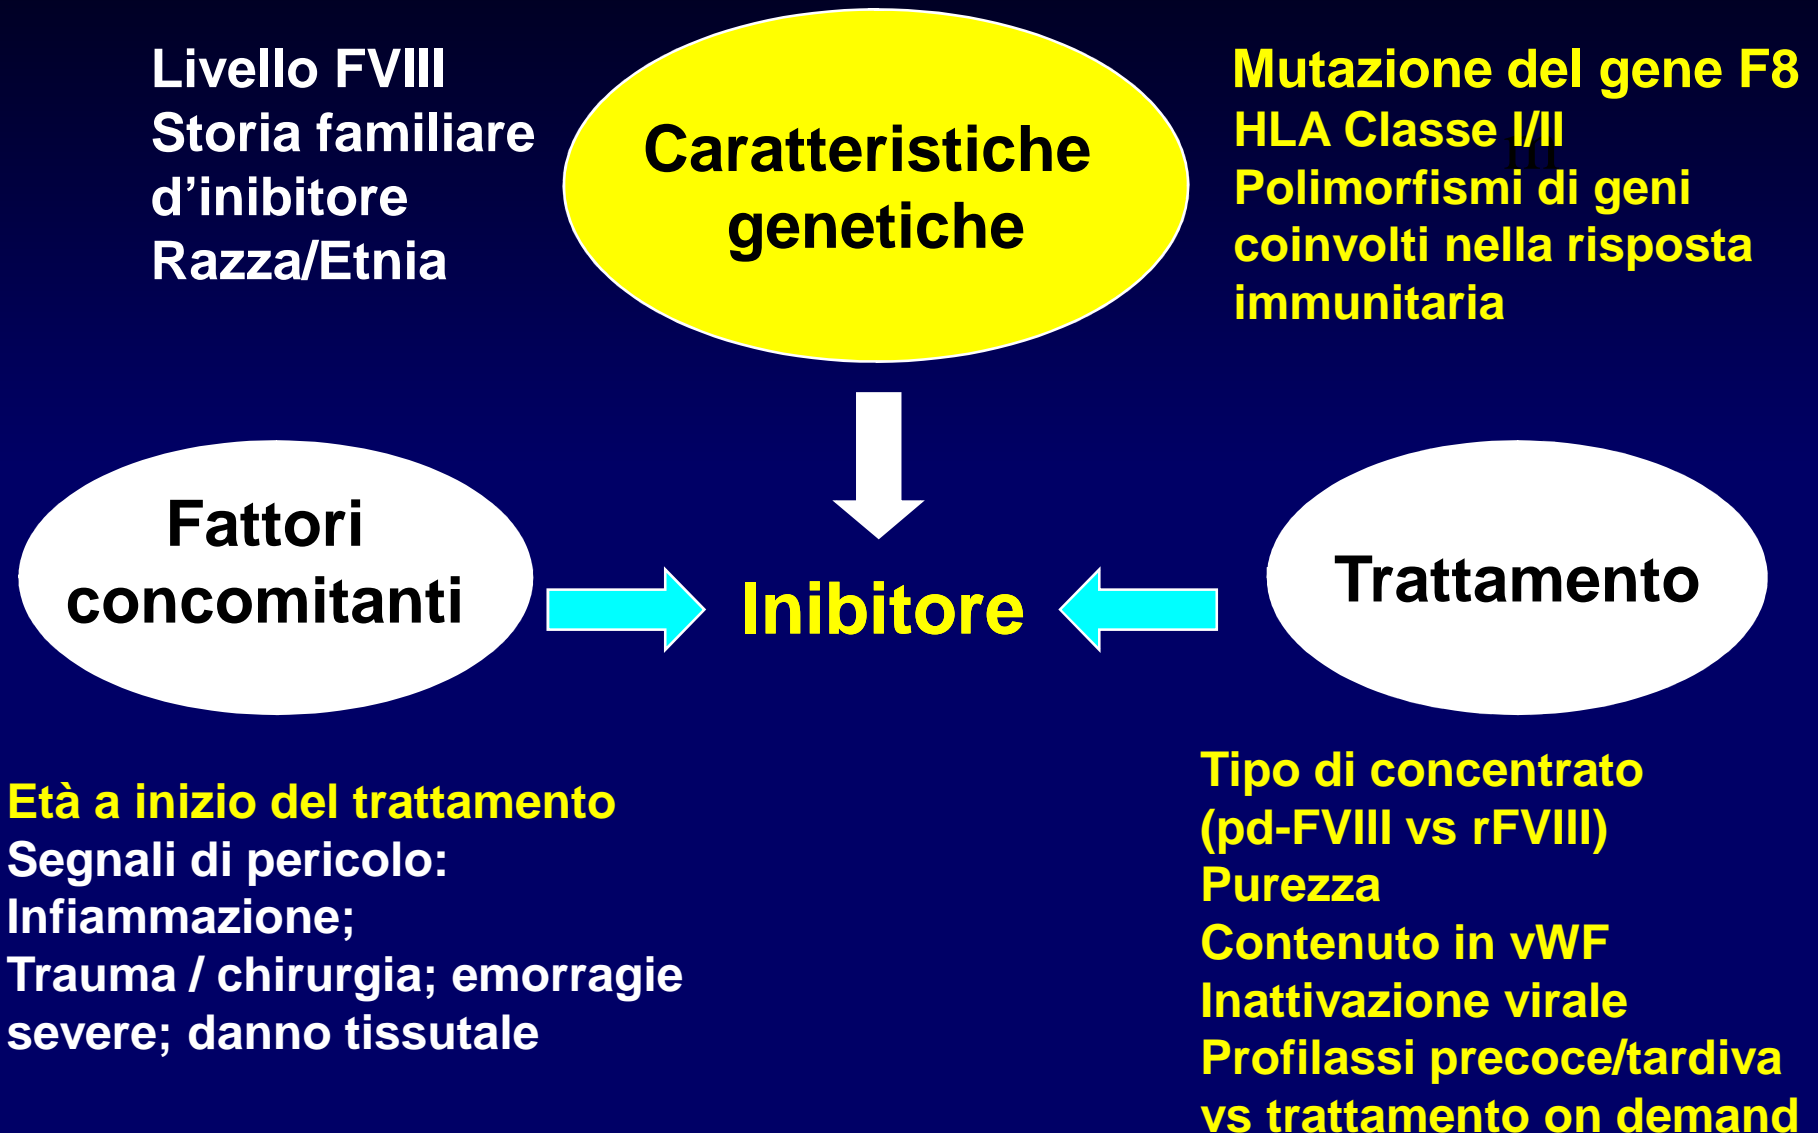 Livello FVIII
Storia familiare
d’inibitore
Razza/Etnia
Caratteristiche
genetiche
Mutazione del gene F8
HLA Classe I/II
Polimorfismi di geni
coinvolti nella risposta
immunitaria
Fattori
concomitanti
Inibitore
Trattamento
Età a inizio del trattamento
Segnali di pericolo:
Infiammazione;
Trauma / chirurgia; emorragie
severe; danno tissutale
Tipo di concentrato
(pd-FVIII vs rFVIII)
Purezza
Contenuto in vWF
Inattivazione virale
Profilassi precoce/tardiva
vs trattamento on demand